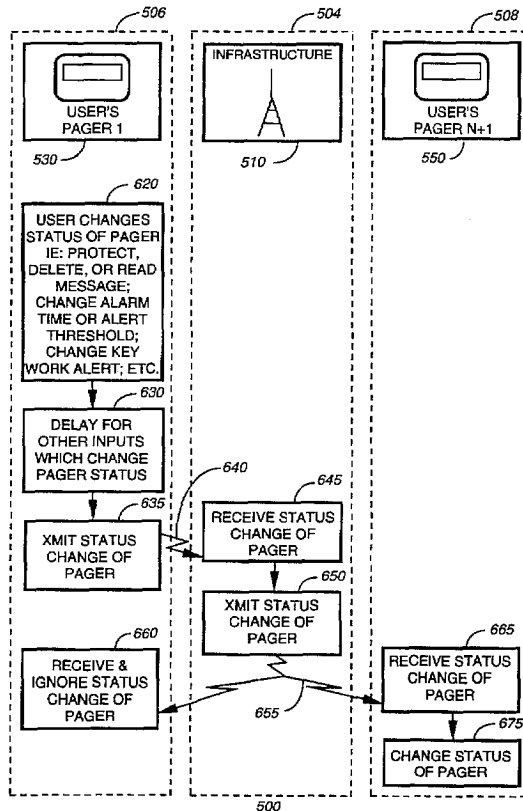 506
504
508
USER'S
PAGER 1
530
INFRASTRUCTURE
510
USER'S
PAGER N+1
550
620
USER CHANGES
STATUS OF PAGER
IE: PROTECT,
DELETE, OR READ
MESSAGE;
CHANGE ALARM
TIME OR ALERT
THRESHOLD;
CHANGE KEY
WORK ALERT; ETC.
630
DELAY FOR
OTHER INPUTS
WHICH CHANGE
PAGER STATUS
635
XMIT STATUS
CHANGE OF
PAGER
640
645
RECEIVE STATUS
CHANGE OF
PAGER
650
XMIT STATUS
CHANGE OF
PAGER
655
660
RECEIVE &
IGNORE STATUS
CHANGE OF
PAGER
665
RECEIVE STATUS
CHANGE OF
PAGER
675
CHANGE STATUS
OF PAGER
500